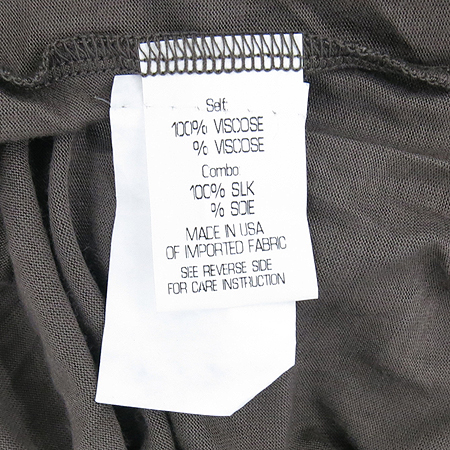 Self:
100% VISCOSE
% VISCOSE
Combo
100% SLK
% SOIE
MADE IN USA
OF IMPORTED FABRIC
SEE REVERSE SIDE
FOR CARE INSTRUCTION